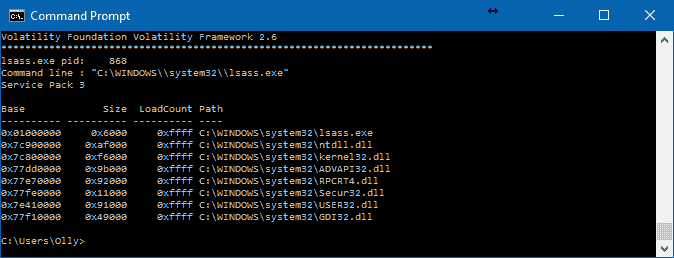 Command Prompt
Volatility Foundation Volatility Framework 2.6
************************************************************************
lsass.exe pid:    868
Command line : "C:\WINDOWS\\system32\\lsass.exe"
Service Pack 3
Base             Size  LoadCount Path
---------- ---------- ---------- ----
0x01000000     0x6000     0xffff C:\WINDOWS\system32\lsass.exe
0x7c900000    0xaf000     0xffff C:\WINDOWS\system32\ntdll.dll
0x7c800000    0xf6000     0xffff C:\WINDOWS\system32\kernel32.dll
0x77dd0000    0x9b000     0xffff C:\WINDOWS\system32\ADVAPI32.dll
0x77e70000    0x92000     0xffff C:\WINDOWS\system32\RPCRT4.dll
0x77fe0000    0x11000     0xffff C:\WINDOWS\system32\Secur32.dll
0x7e410000    0x91000     0xffff C:\WINDOWS\system32\USER32.dll
0x77f10000    0x49000     0xffff C:\WINDOWS\system32\GDI32.dll
C:\Users\Olly>